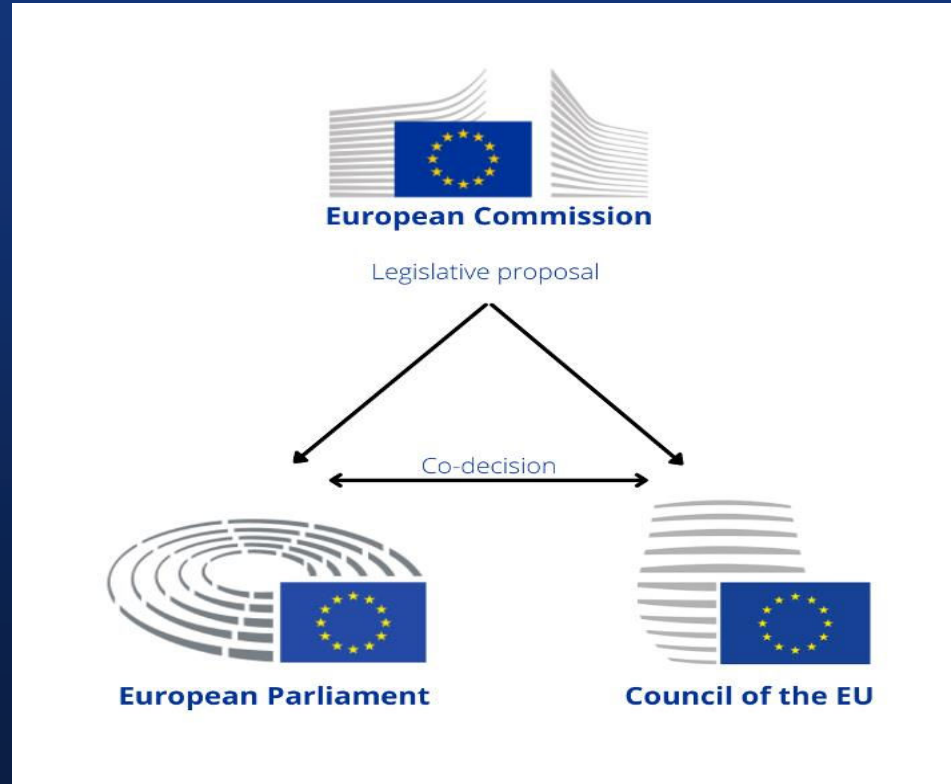 European Commission
Legislative proposal
Co-decision
European Parliament
Council of the EU